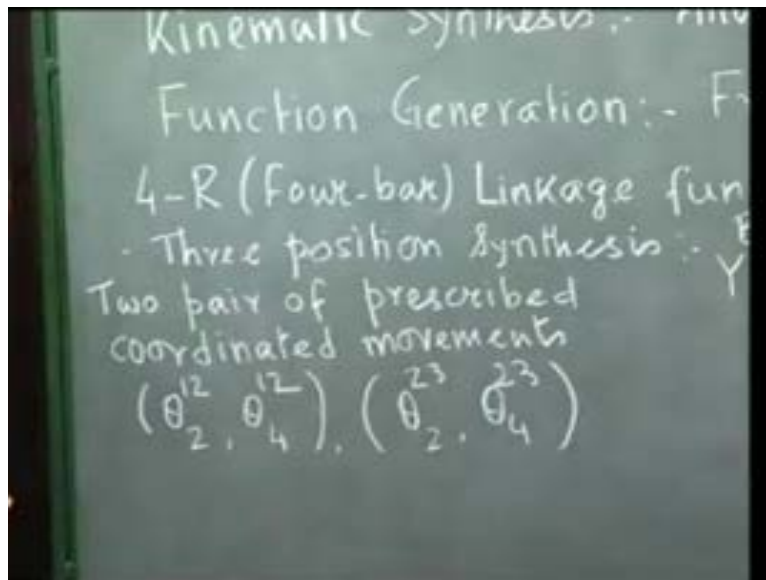 Kinematic Synthesis :-
Function Generation :-
4-R (Four-bar) Linkage fun
· Three position Synthesis :-
Y
Two pair of prescribed
coordinated movements
(θ₂¹², θ₄¹²), (θ₂²³, θ₄²³)